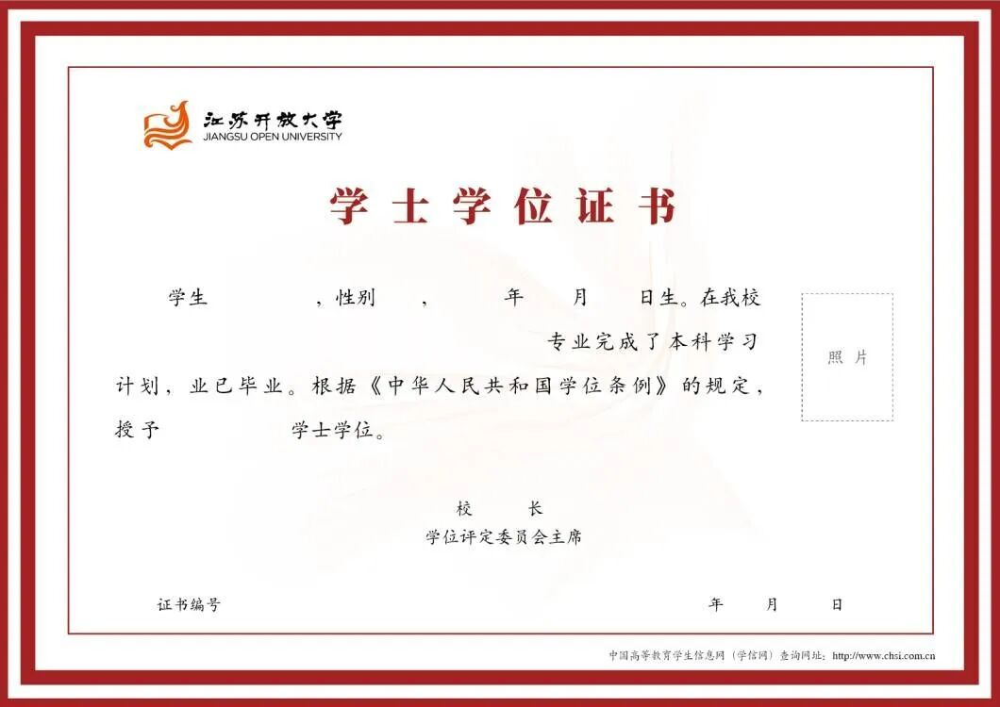 江苏开放大学
JIANGSU OPEN UNIVERSITY
学士学位证书
学生 ，性别 ， 年 月 日生。在我校
专业完成了本科学习
计划，业已毕业。根据《中华人民共和国学位条例》的规定，
授予 学士学位。
照片
校 长
学位评定委员会主席
证书编号 年 月 日
中国高等教育学生信息网（学信网）查询网址：http://www.chsi.com.cn